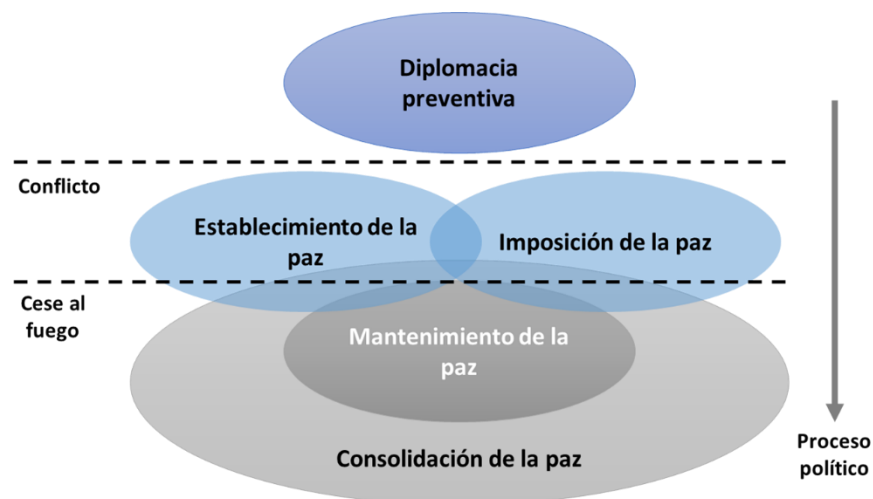 Diplomacia
preventiva
Conflicto
Establecimiento de la
paz
Imposición de la paz
Cese al
fuego
Mantenimiento de la
paz
Consolidación de la paz
Proceso
político